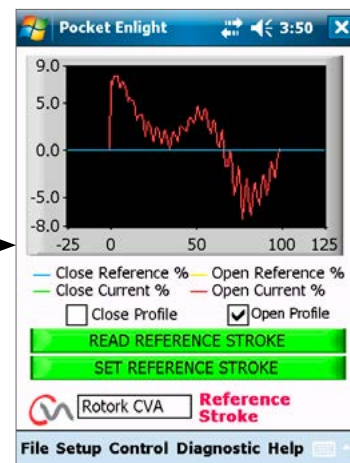 Pocket Enlight 3:50 X
9.0
5.0
0.0
-5.0
-8.0
-25 0 50 100 125
Close Reference % Open Reference %
Close Current % Open Current %
Close Profile Open Profile
READ REFERENCE STROKE
SET REFERENCE STROKE
Rotork CVA Reference
Stroke
File Setup Control Diagnostic Help